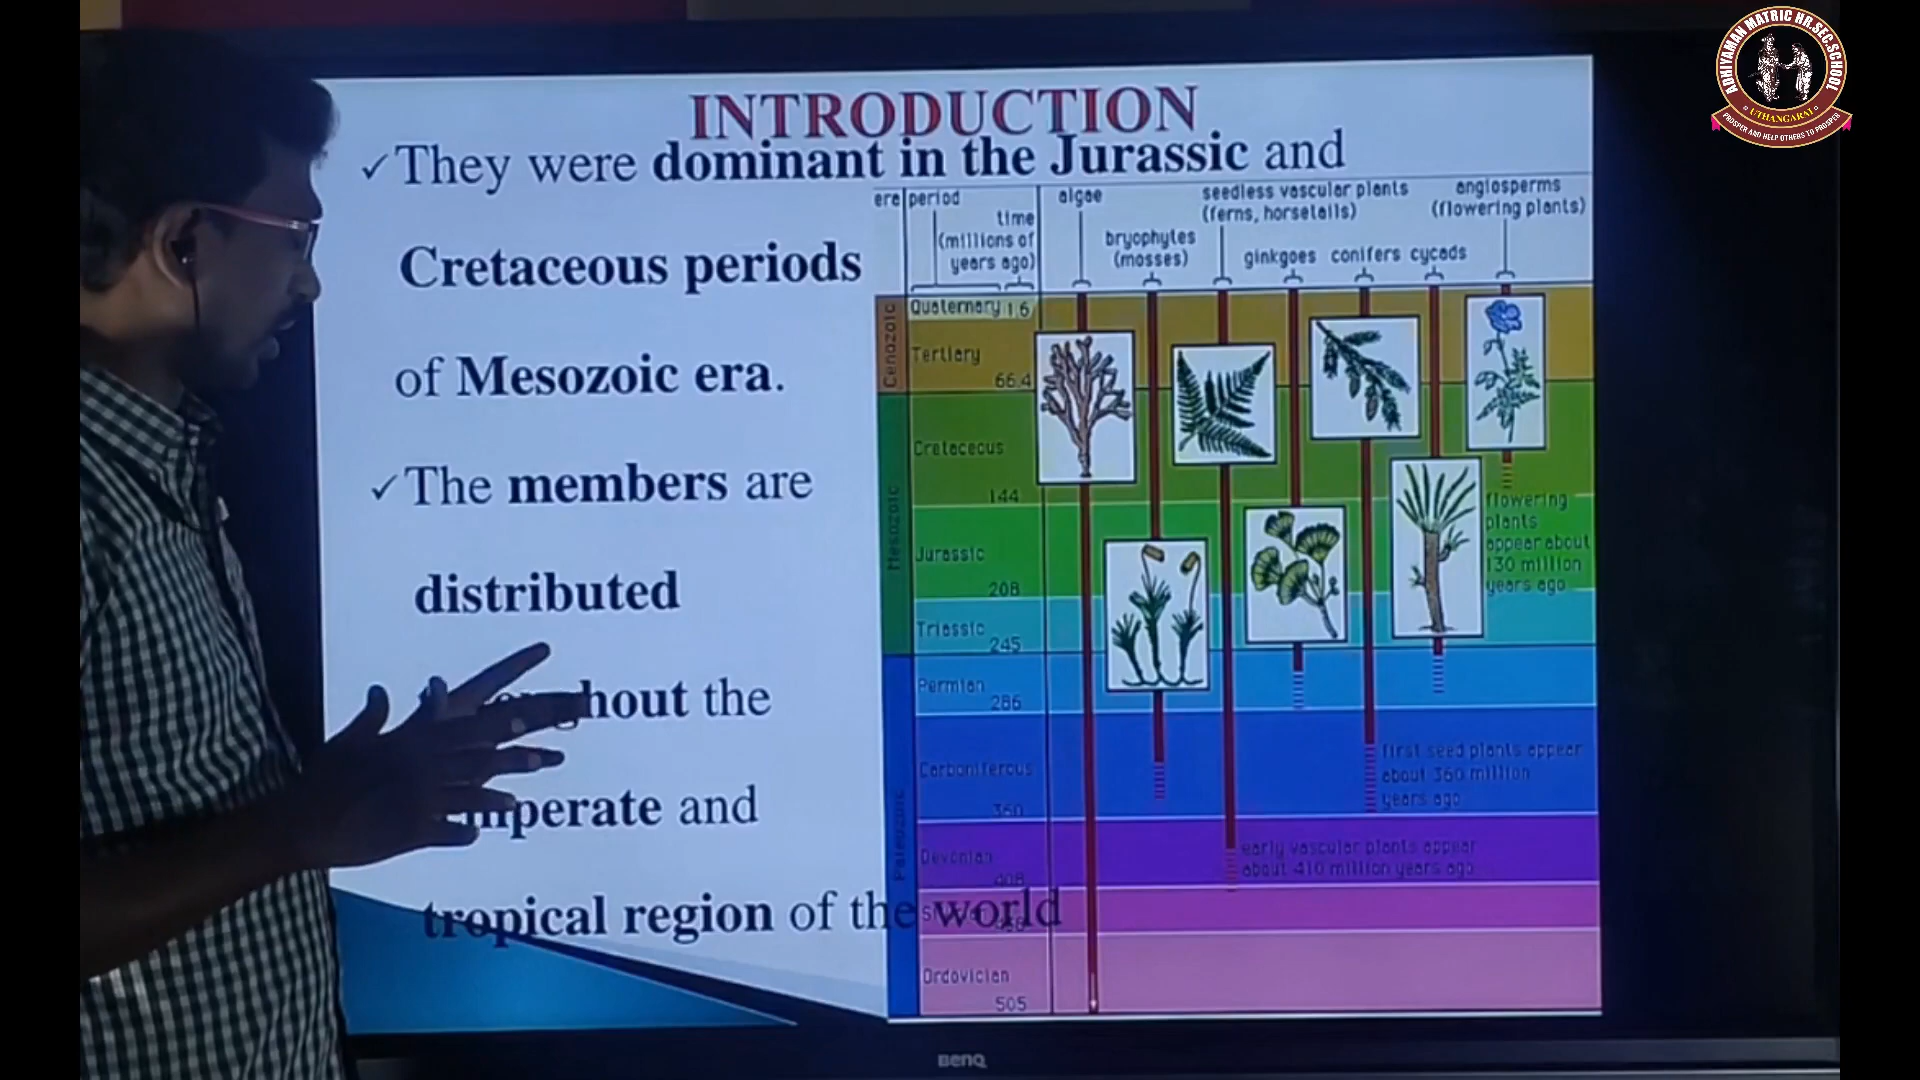 INTRODUCTION
✓They were dominant in the Jurassic and
Cretaceous periods
of Mesozoic era.
✓The members are
distributed
hout the
perate and
tropical region of the world
era period
time
(millions of
years ago)
algae
bryophytes
(mosses)
seedless vascular plants
(ferns, horsetails)
ginkgoes conifers cycads
angiosperms
(flowering plants)
Cenozoic
Quaternary 1.6
Tertiary
66.4
Mesozoic
Cretaceous
144
Jurassic
208
Triassic
245
Paleozoic
Permian
286
Carboniferous
360
Devonian
408
Ordovician
505
flowering
plants
appear about
130 million
years ago
first seed plants appear
about 360 million
years ago
early vascular plants appear
about 410 million years ago
BenQ
ADHIYAMAN MATRIC HR.SEC.SCHOOL
UTHANGARAI
PROSPER AND HELP OTHERS TO PROSPER